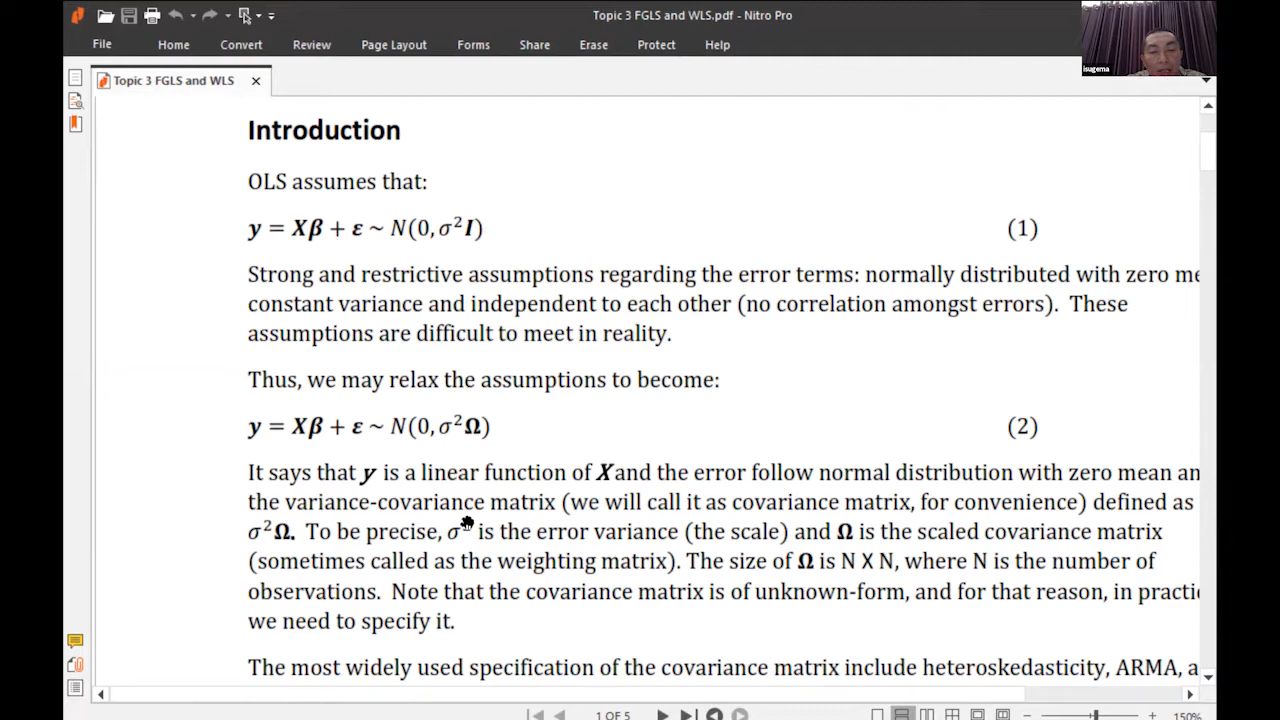 Topic 3 FGLS and WLS.pdf - Nitro Pro
File Home Convert Review Page Layout Forms Share Erase Protect Help
isugema
Topic 3 FGLS and WLS
Introduction
OLS assumes that:
y = Xβ + ε ~ N(0, σ²I) (1)
Strong and restrictive assumptions regarding the error terms: normally distributed with zero me
constant variance and independent to each other (no correlation amongst errors). These
assumptions are difficult to meet in reality.
Thus, we may relax the assumptions to become:
y = Xβ + ε ~ N(0, σ²Ω) (2)
It says that y is a linear function of X and the error follow normal distribution with zero mean an
the variance-covariance matrix (we will call it as covariance matrix, for convenience) defined as
σ²Ω. To be precise, σ is the error variance (the scale) and Ω is the scaled covariance matrix
(sometimes called as the weighting matrix). The size of Ω is N X N, where N is the number of
observations. Note that the covariance matrix is of unknown-form, and for that reason, in practi
we need to specify it.
The most widely used specification of the covariance matrix include heteroskedasticity, ARMA, a
1 OF 5
150%